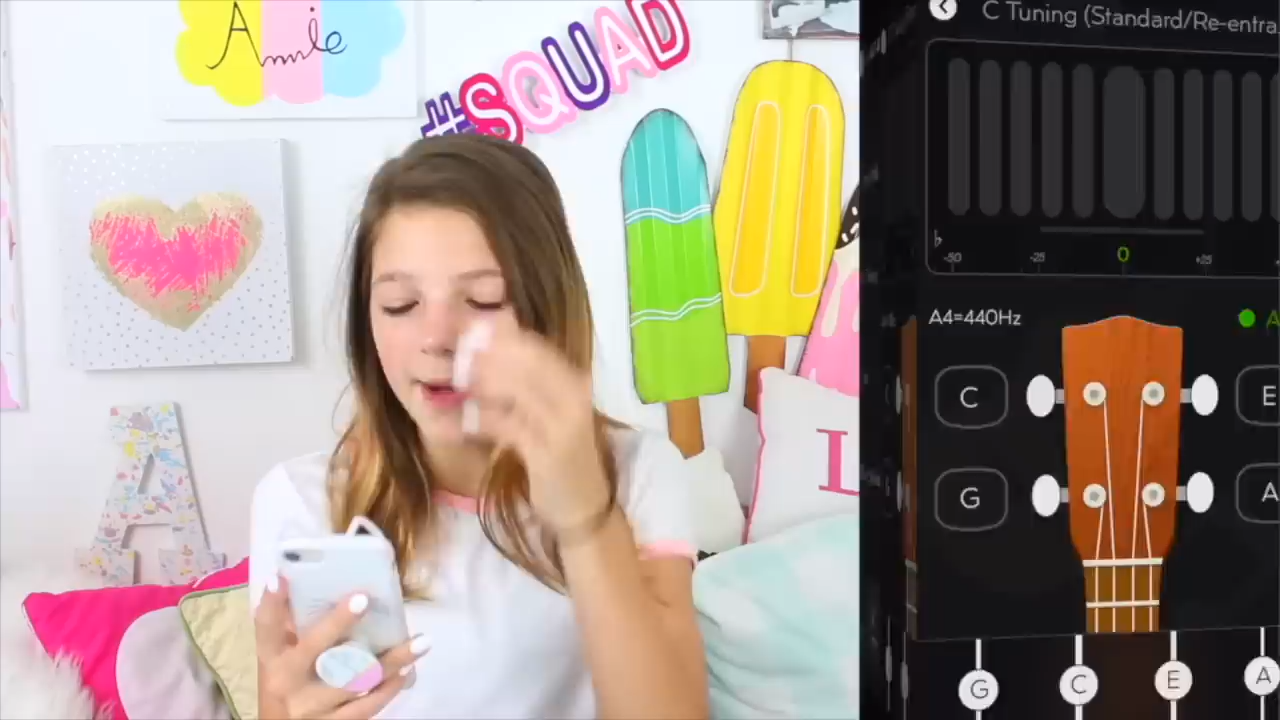 Annie
#SQUAD
A
L
C Tuning (Standard/Re-entra
♭
-50
-25
0
+25
A4=440Hz
A
C
E
G
A
G
C
E
A